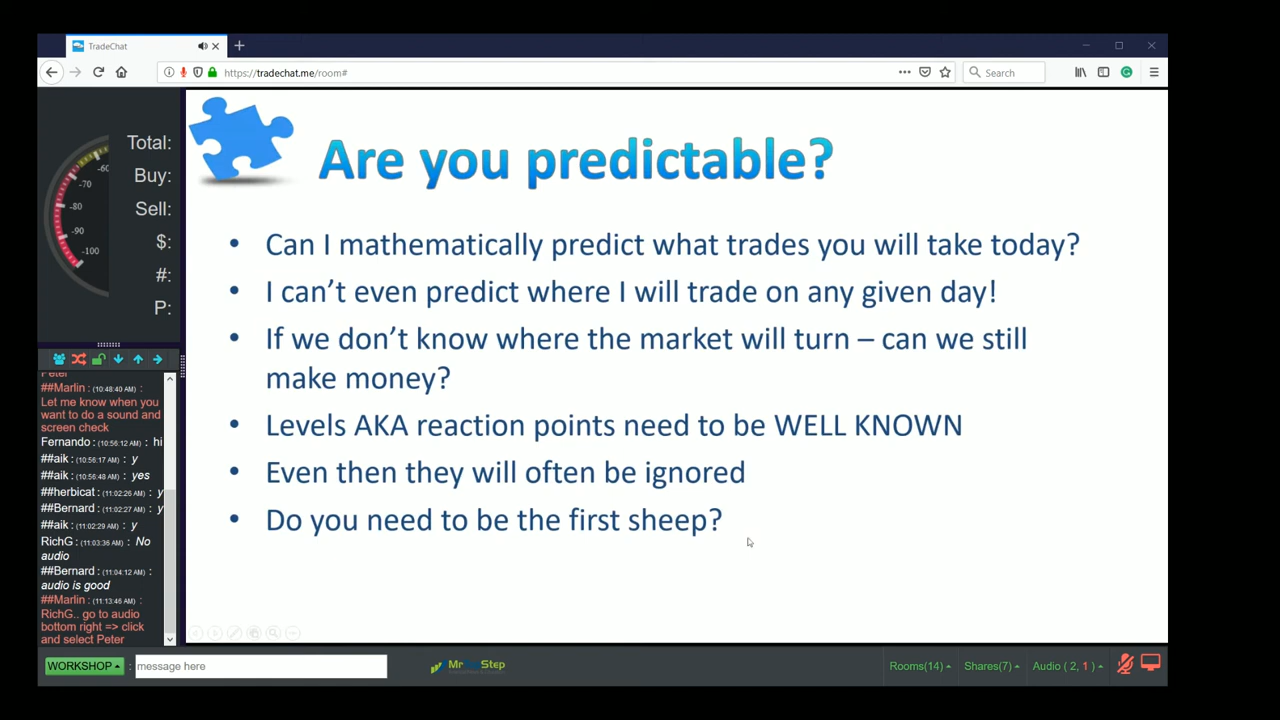 TradeChat
https://tradechat.me/room#
Search
Total:
Buy:
Sell:
$:
#:
P:
-60
-70
-80
-90
-100
Are you predictable?
• Can I mathematically predict what trades you will take today?
• I can't even predict where I will trade on any given day!
• If we don't know where the market will turn – can we still
make money?
• Levels AKA reaction points need to be WELL KNOWN
• Even then they will often be ignored
• Do you need to be the first sheep?
Peter
##Marlin : (10:48:40 AM) :
Let me know when you
want to do a sound and
screen check
Fernando : (10:56:12 AM) : hi
##aik : (10:56:17 AM) : y
##aik : (10:56:48 AM) : yes
##herbicat : (11:02:26 AM) : y
##Bernard : (11:02:27 AM) : y
##aik : (11:02:29 AM) : y
RichG : (11:03:36 AM) : No
audio
##Bernard : (11:04:12 AM) :
audio is good
##Marlin : (11:13:46 AM) :
RichG.. go to audio
bottom right => click
and select Peter
WORKSHOP
:
message here
Rooms(14)
Shares(7)
Audio ( 2, 1 )